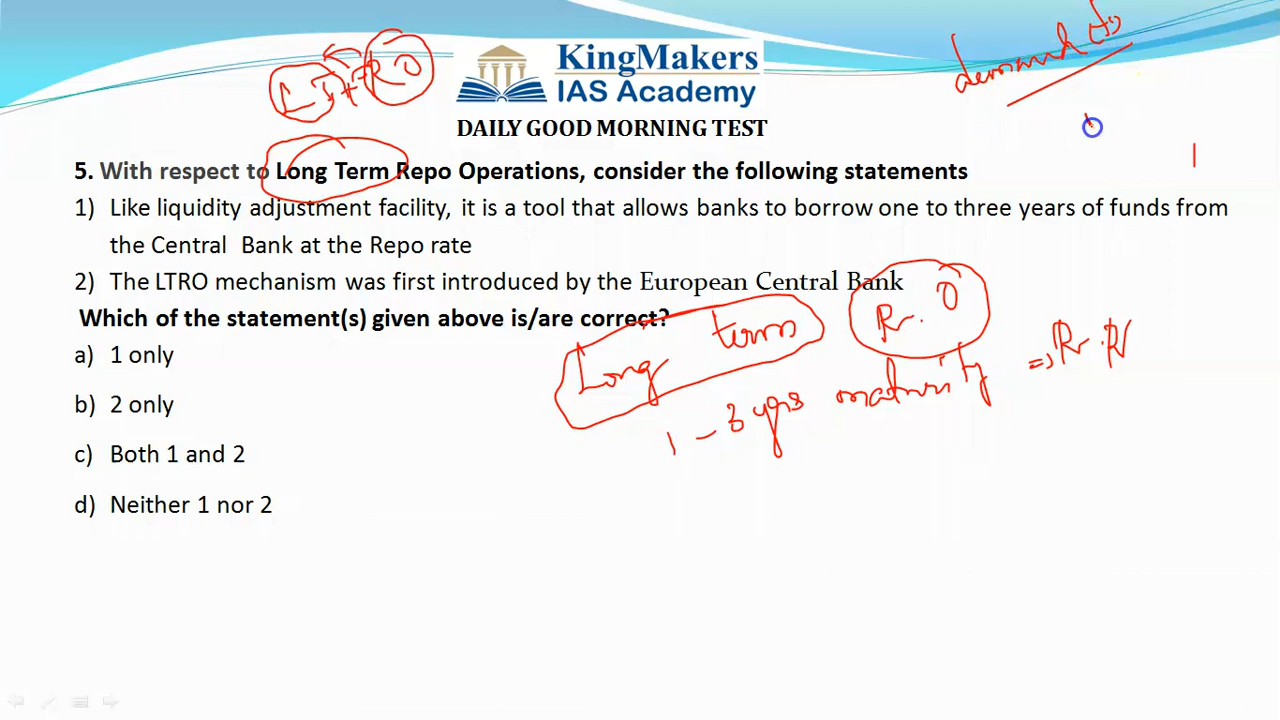 demand
LTRO
KingMakers
IAS Academy
DAILY GOOD MORNING TEST
1
5. With respect to Long Term Repo Operations, consider the following statements
1) Like liquidity adjustment facility, it is a tool that allows banks to borrow one to three years of funds from
the Central Bank at the Repo rate
2) The LTRO mechanism was first introduced by the European Central Bank
Which of the statement(s) given above is/are correct?
Long term
1 - 3 yrs maturity
a) 1 only
b) 2 only
c) Both 1 and 2
d) Neither 1 nor 2